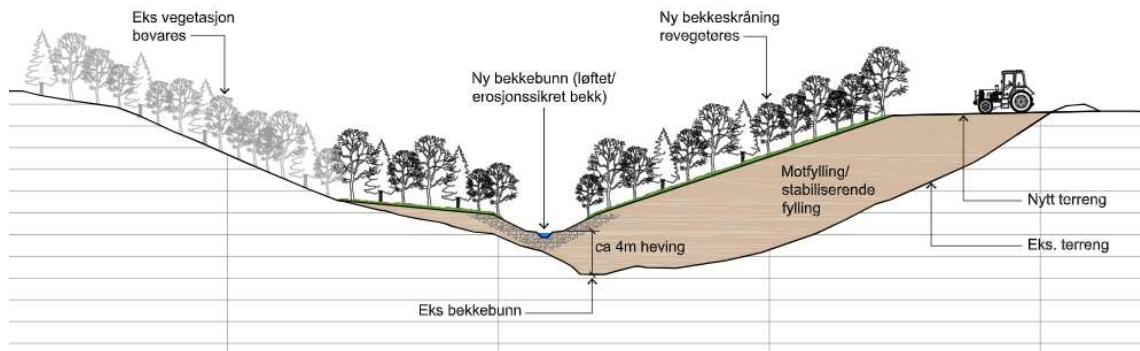 Eks vegetasjon
bevares
Ny bekkebunn (løftet/
erosjonssikret bekk)
Ny bekkeskråning
revegeteres
Motfylling/
stabiliserende
fylling
Nytt terreng
Eks. terreng
ca 4m heving
Eks bekkebunn